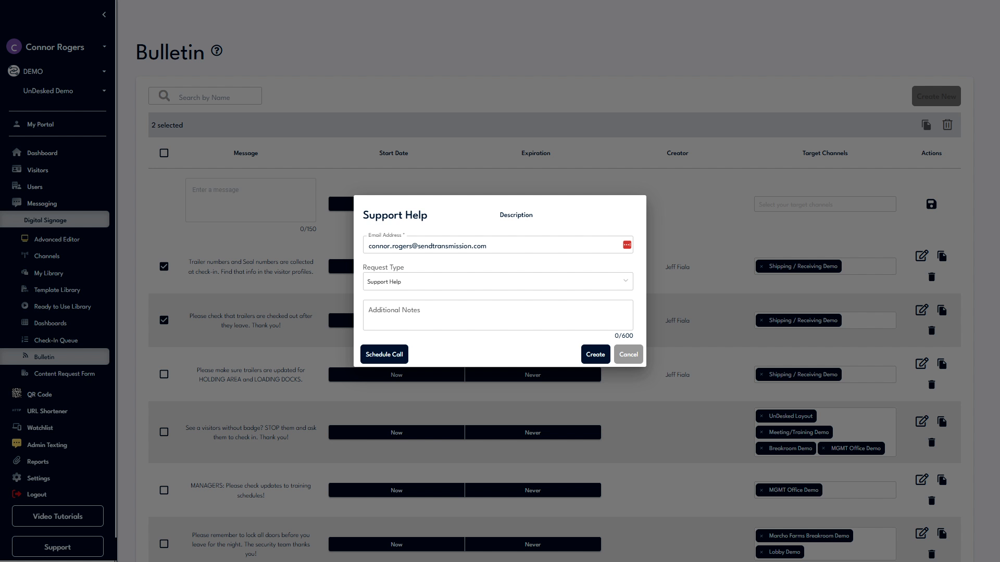 C
Connor Rogers
DEMO
UnDesked Demo
My Portal
Dashboard
Visitors
Users
Messaging
Digital Signage
Advanced Editor
Channels
My Library
Template Library
Ready to Use Library
Dashboards
Check-In Queue
Bulletin
Content Request Form
QR Code
HTTP
URL Shortener
Watchlist
Admin Texting
Reports
Settings
Logout
Video Tutorials
Support
Bulletin
Search by Name
Create New
2 selected
Message
Start Date
Expiration
Creator
Target Channels
Actions
Enter a message
0/150
Select your target channels
Trailer numbers and Seal numbers are collected
at check-in. Find that info in the visitor profiles.
Jeff Fiala
× Shipping / Receiving Demo
Please check that trailers are checked out after
they leave. Thank you!
Jeff Fiala
× Shipping / Receiving Demo
Please make sure trailers are updated for
HOLDING AREA and LOADING DOCKS.
Now
Never
Jeff Fiala
× Shipping / Receiving Demo
See a visitors without badge? STOP them and ask
them to check in. Thank you!
Now
Never
× UnDesked Layout
× Meeting/Training Demo
× Breakroom Demo
× MGMT Office Demo
MANAGERS: Please check updates to training
schedules!
Now
Never
× MGMT Office Demo
Please remember to lock all doors before you
leave for the night. The security team thanks
you!
Now
Never
× Marcho Farms Breakroom Demo
× Lobby Demo
Support Help
Description
Email Address *
connor.rogers@sendtransmission.com
Request Type
Support Help
Additional Notes
0/600
Schedule Call
Create
Cancel